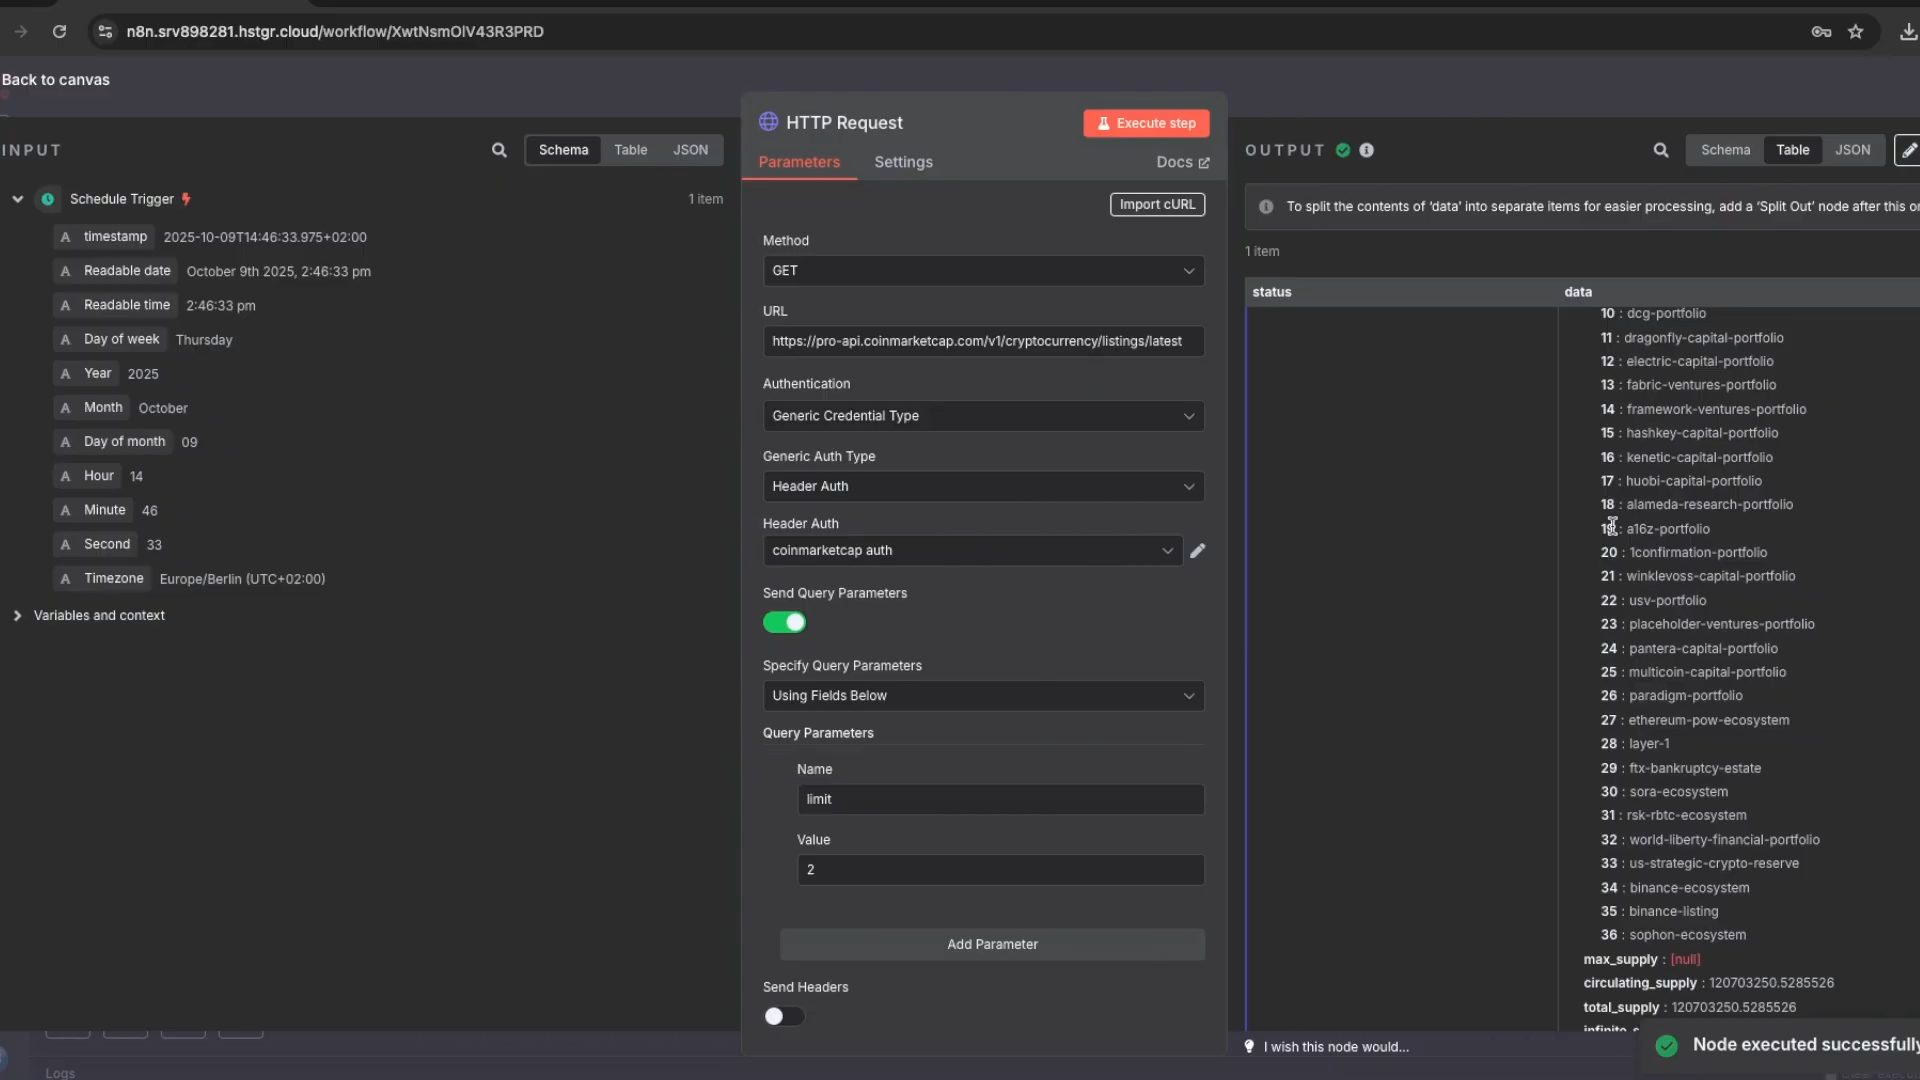 n8n.srv898281.hstgr.cloud/workflow/XwtNsmOlV43R3PRD
Back to canvas
INPUT
Schema
Table
JSON
Schedule Trigger
1 item
A timestamp 2025-10-09T14:46:33.975+02:00
A Readable date October 9th 2025, 2:46:33 pm
A Readable time 2:46:33 pm
A Day of week Thursday
A Year 2025
A Month October
A Day of month 09
A Hour 14
A Minute 46
A Second 33
A Timezone Europe/Berlin (UTC+02:00)
Variables and context
HTTP Request
Execute step
Parameters
Settings
Docs
Import cURL
Method
GET
URL
https://pro-api.coinmarketcap.com/v1/cryptocurrency/listings/latest
Authentication
Generic Credential Type
Generic Auth Type
Header Auth
Header Auth
coinmarketcap auth
Send Query Parameters
Specify Query Parameters
Using Fields Below
Query Parameters
Name
limit
Value
2
Add Parameter
Send Headers
OUTPUT
Schema
Table
JSON
To split the contents of 'data' into separate items for easier processing, add a 'Split Out' node after this
1 item
status
data
10 : dcg-portfolio
11 : dragonfly-capital-portfolio
12 : electric-capital-portfolio
13 : fabric-ventures-portfolio
14 : framework-ventures-portfolio
15 : hashkey-capital-portfolio
16 : kenetic-capital-portfolio
17 : huobi-capital-portfolio
18 : alameda-research-portfolio
19 : a16z-portfolio
20 : 1confirmation-portfolio
21 : winklevoss-capital-portfolio
22 : usv-portfolio
23 : placeholder-ventures-portfolio
24 : pantera-capital-portfolio
25 : multicoin-capital-portfolio
26 : paradigm-portfolio
27 : ethereum-pow-ecosystem
28 : layer-1
29 : ftx-bankruptcy-estate
30 : sora-ecosystem
31 : rsk-rbtc-ecosystem
32 : world-liberty-financial-portfolio
33 : us-strategic-crypto-reserve
34 : binance-ecosystem
35 : binance-listing
36 : sophon-ecosystem
max_supply : [null]
circulating_supply : 120703250.5285526
total_supply : 120703250.5285526
I wish this node would...
Node executed successfully
Logs